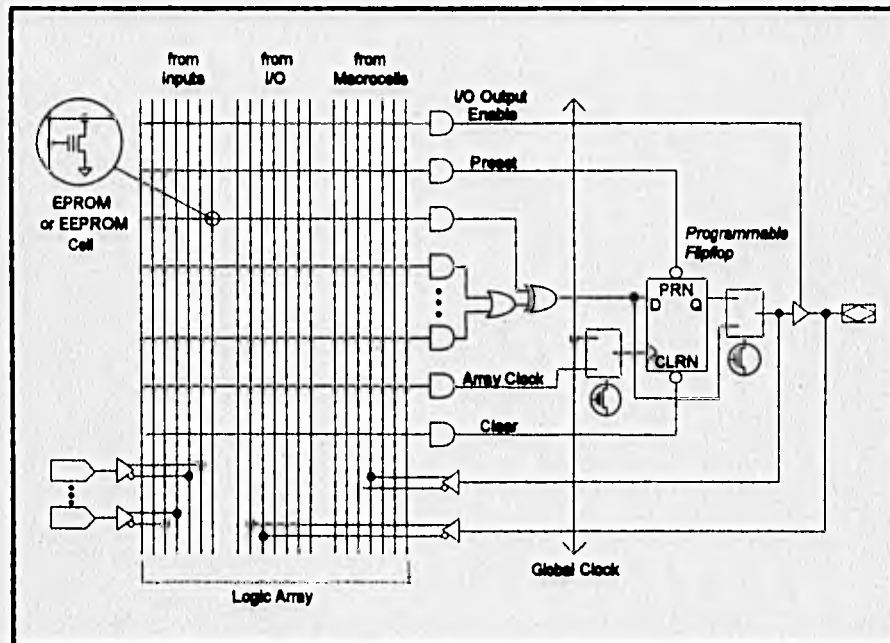 from
Inputs
from
I/O
from
Macrocells
I/O Output
Enable
Preset
EPROM
or EEPROM
Cell
Programmable
Flipflop
PRN
D Q
CLRN
Array Clock
Clear
Global Clock
Logic Array